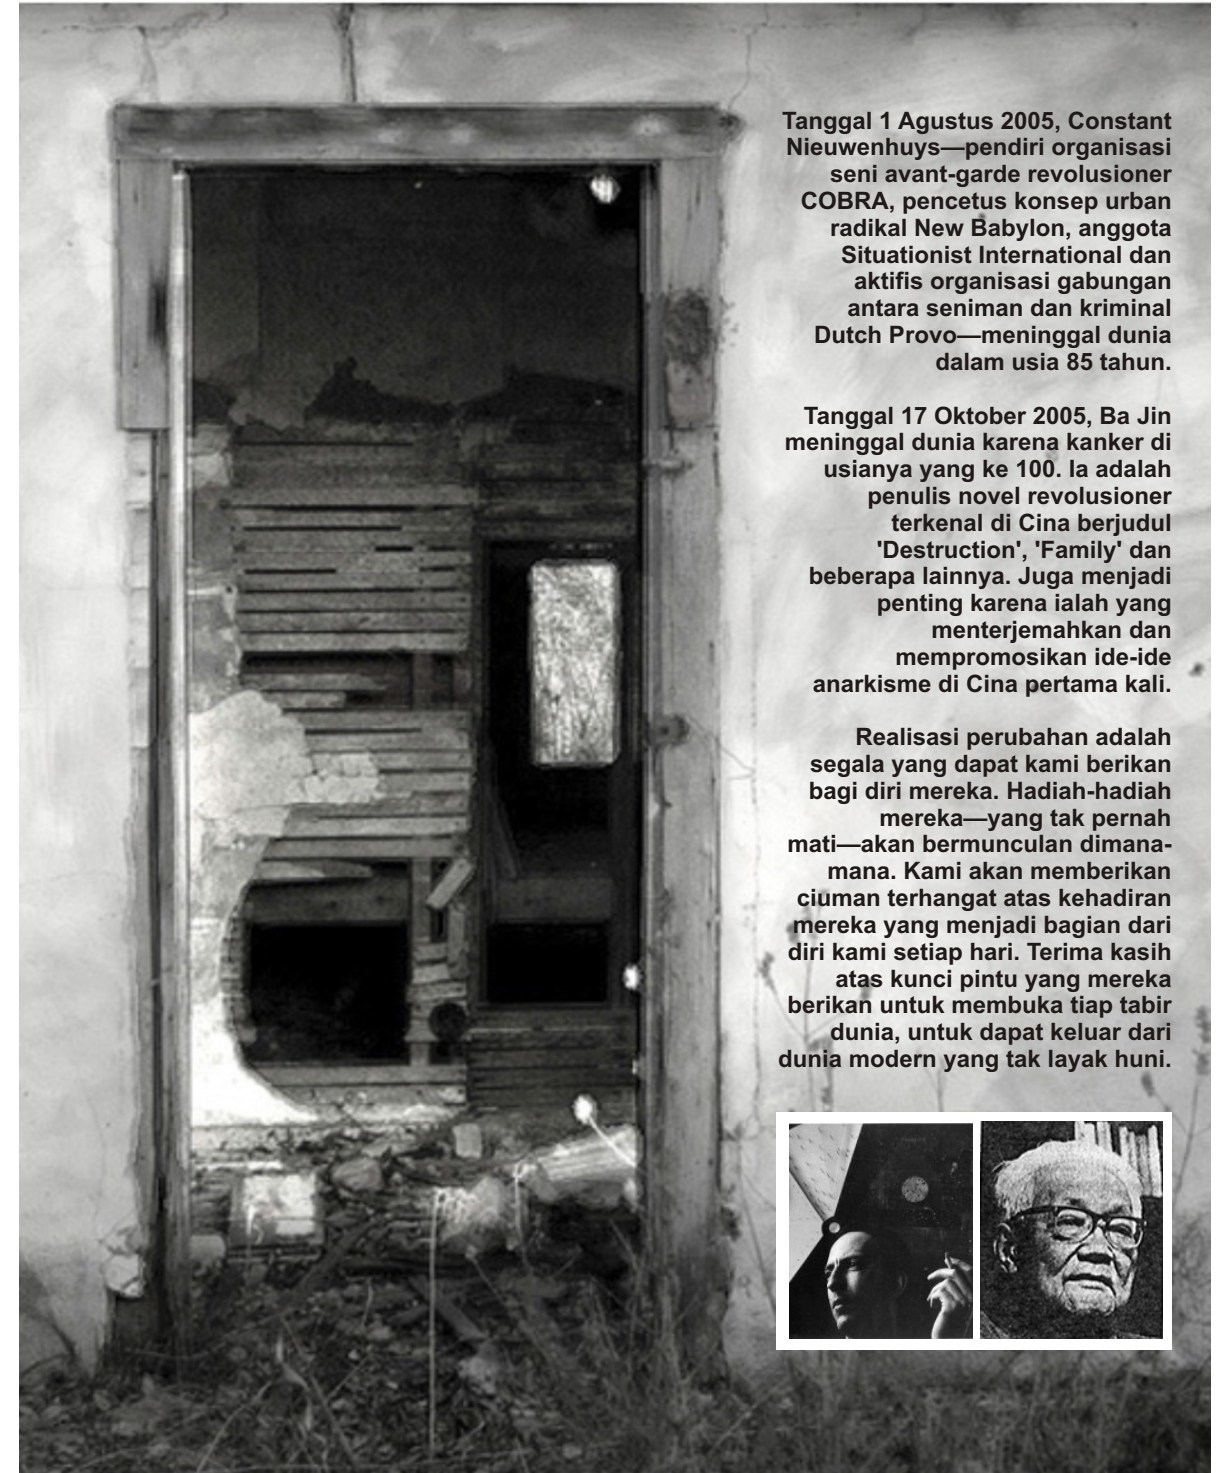 Tanggal 1 Agustus 2005, Constant
Nieuwenhuys—pendiri organisasi
seni avant-garde revolusioner
COBRA, pencetus konsep urban
radikal New Babylon, anggota
Situationist International dan
aktifis organisasi gabungan
antara seniman dan kriminal
Dutch Provo—meninggal dunia
dalam usia 85 tahun.
Tanggal 17 Oktober 2005, Ba Jin
meninggal dunia karena kanker di
usianya yang ke 100. Ia adalah
penulis novel revolusioner
terkenal di Cina berjudul
'Destruction', 'Family' dan
beberapa lainnya. Juga menjadi
penting karena ialah yang
menterjemahkan dan
mempromosikan ide-ide
anarkisme di Cina pertama kali.
Realisasi perubahan adalah
segala yang dapat kami berikan
bagi diri mereka. Hadiah-hadiah
mereka—yang tak pernah
mati—akan bermunculan dimana-
mana. Kami akan memberikan
ciuman terhangat atas kehadiran
mereka yang menjadi bagian dari
diri kami setiap hari. Terima kasih
atas kunci pintu yang mereka
berikan untuk membuka tiap tabir
dunia, untuk dapat keluar dari
dunia modern yang tak layak huni.